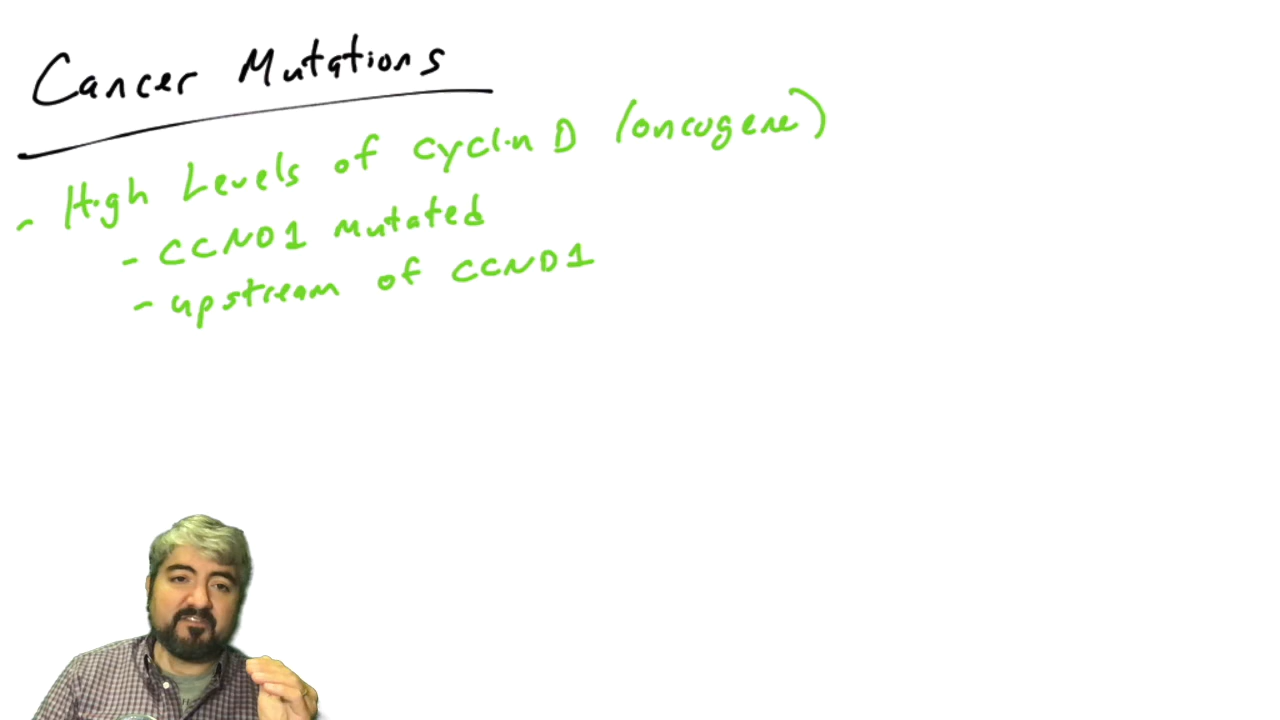 Cancer Mutations
- High Levels of cyclin D (oncogene)
- CCND1 Mutated
- upstream of CCND1